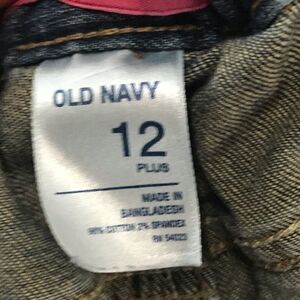 OLD NAVY
12
PLUS
MADE IN
BANGLADESH
98% COTTON 2% SPANDEX
RN 54023